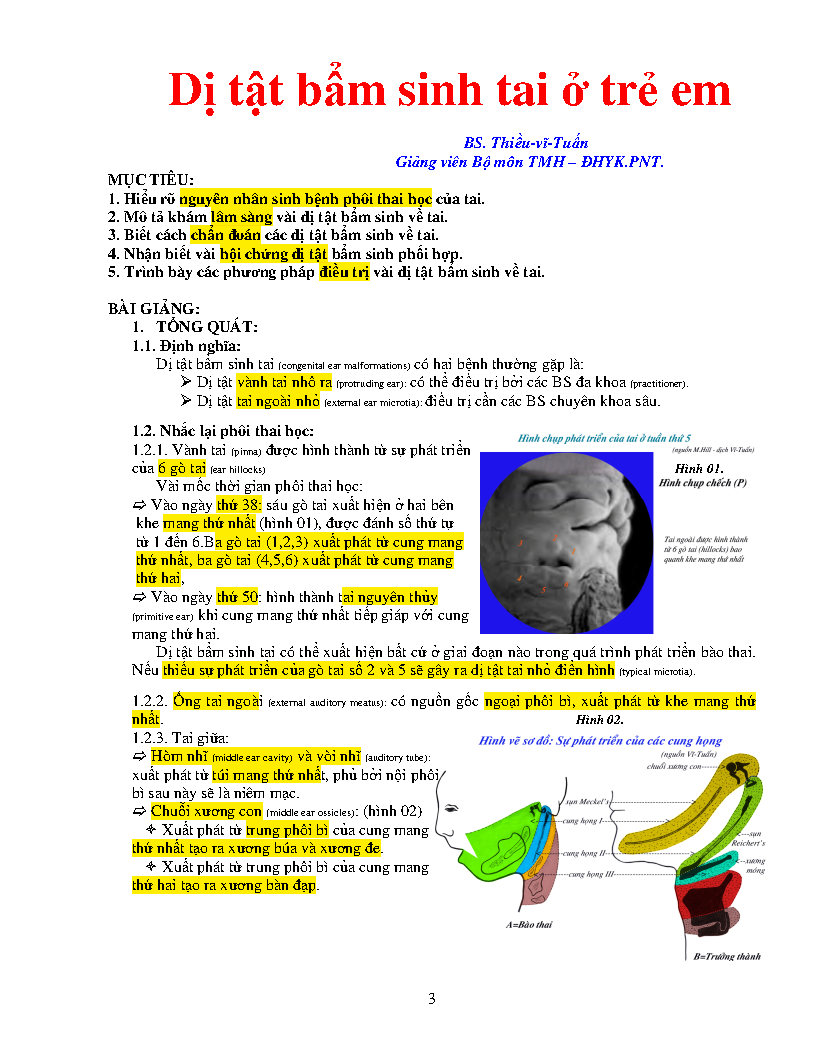 Dị tật bẩm sinh tai ở trẻ em
BS. Thiều-vĩ-Tuấn
Giảng viên Bộ môn TMH – ĐHYK.PNT.
MỤC TIÊU:
1. Hiểu rõ nguyên nhân sinh bệnh phôi thai học của tai.
2. Mô tả khám lâm sàng vài dị tật bẩm sinh về tai.
3. Biết cách chẩn đoán các dị tật bẩm sinh về tai.
4. Nhận biết vài hội chứng dị tật bẩm sinh phối hợp.
5. Trình bày các phương pháp điều trị vài dị tật bẩm sinh về tai.
BÀI GIẢNG:
1. TỔNG QUÁT:
1.1. Định nghĩa:
Dị tật bẩm sinh tai (congenital ear malformations) có hai bệnh thường gặp là:
➢ Dị tật vành tai nhô ra (protruding ear): có thể điều trị bởi các BS đa khoa (practitioner).
➢ Dị tật tai ngoài nhỏ (external ear microtia): điều trị cần các BS chuyên khoa sâu.
1.2. Nhắc lại phôi thai học:
1.2.1. Vành tai (pinna) được hình thành từ sự phát triển
của 6 gò tai (ear hillocks)
Vài mốc thời gian phôi thai học:
⇨ Vào ngày thứ 38: sáu gò tai xuất hiện ở hai bên
khe mang thứ nhất (hình 01), được đánh số thứ tự
từ 1 đến 6.Ba gò tai (1,2,3) xuất phát từ cung mang
thứ nhất, ba gò tai (4,5,6) xuất phát từ cung mang
thứ hai,
⇨ Vào ngày thứ 50: hình thành tai nguyên thủy
(primitive ear) khi cung mang thứ nhất tiếp giáp với cung
mang thứ hai.
Hình chụp phát triển của tai ở tuần thứ 5
(nguồn M.Hill - dịch Vĩ-Tuấn)
Hình 01.
Hình chụp chếch (P)
Tai ngoài được hình thành
từ 6 gò tai (hillocks) bao
quanh khe mang thứ nhất
3
4
5
6
Dị tật bẩm sinh tai có thể xuất hiện bất cứ ở giai đoạn nào trong quá trình phát triển bào thai.
Nếu thiếu sự phát triển của gò tai số 2 và 5 sẽ gây ra dị tật tai nhỏ điển hình (typical microtia).
1.2.2. Ống tai ngoài (external auditory meatus): có nguồn gốc ngoại phôi bì, xuất phát từ khe mang thứ
nhất.
1.2.3. Tai giữa:
⇨ Hòm nhĩ (middle ear cavity) và vòi nhĩ (auditory tube):
xuất phát từ túi mang thứ nhất, phủ bởi nội phôi
bì sau này sẽ là niêm mạc.
⇨ Chuỗi xương con (middle ear ossicles): (hình 02)
✧ Xuất phát từ trung phôi bì của cung mang
thứ nhất tạo ra xương búa và xương đe.
✧ Xuất phát từ trung phôi bì của cung mang
thứ hai tạo ra xương bàn đạp.
Hình 02.
Hình vẽ sơ đồ: Sự phát triển của các cung họng
(nguồn Vĩ-Tuấn)
chuỗi xương con
sụn Meckel's
cung họng I
cung họng II
cung họng III
sụn
Reichert's
xương
móng
A=Bào thai
B=Trưởng thành
3